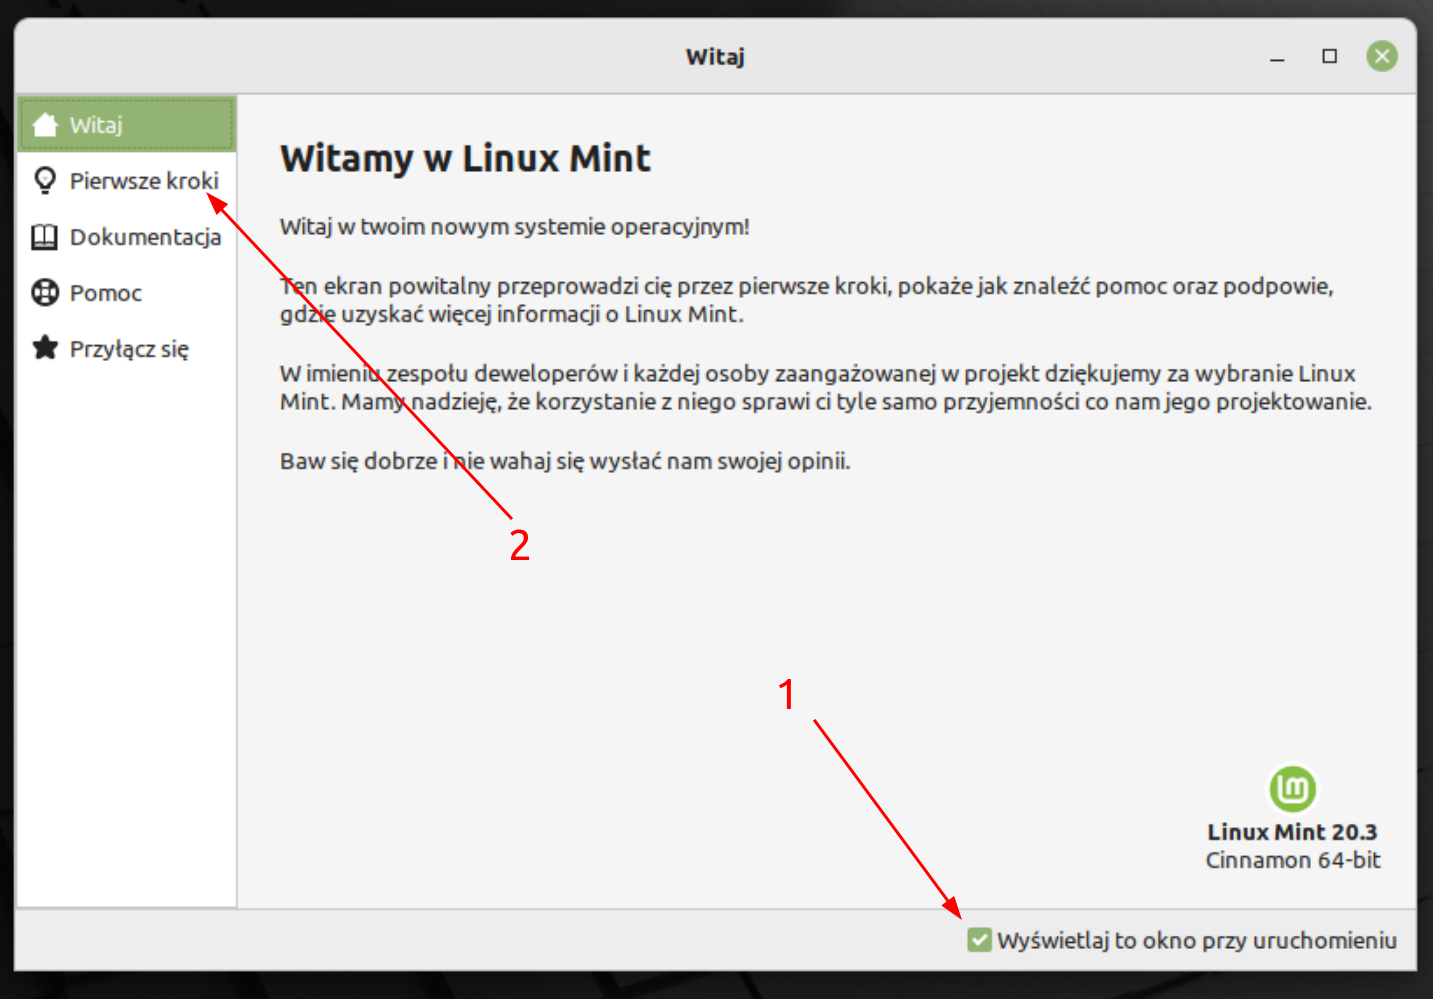 Witaj
Witaj
Pierwsze kroki
Dokumentacja
Pomoc
Przyłącz się
Witamy w Linux Mint
Witaj w twoim nowym systemie operacyjnym!
Ten ekran powitalny przeprowadzi cię przez pierwsze kroki, pokaże jak znaleźć pomoc oraz podpowie,
gdzie uzyskać więcej informacji o Linux Mint.
W imieniu zespołu deweloperów i każdej osoby zaangażowanej w projekt dziękujemy za wybranie Linux
Mint. Mamy nadzieję, że korzystanie z niego sprawi ci tyle samo przyjemności co nam jego projektowanie.
Baw się dobrze i nie wahaj się wysłać nam swojej opinii.
2
1
Linux Mint 20.3
Cinnamon 64-bit
Wyświetlaj to okno przy uruchomieniu